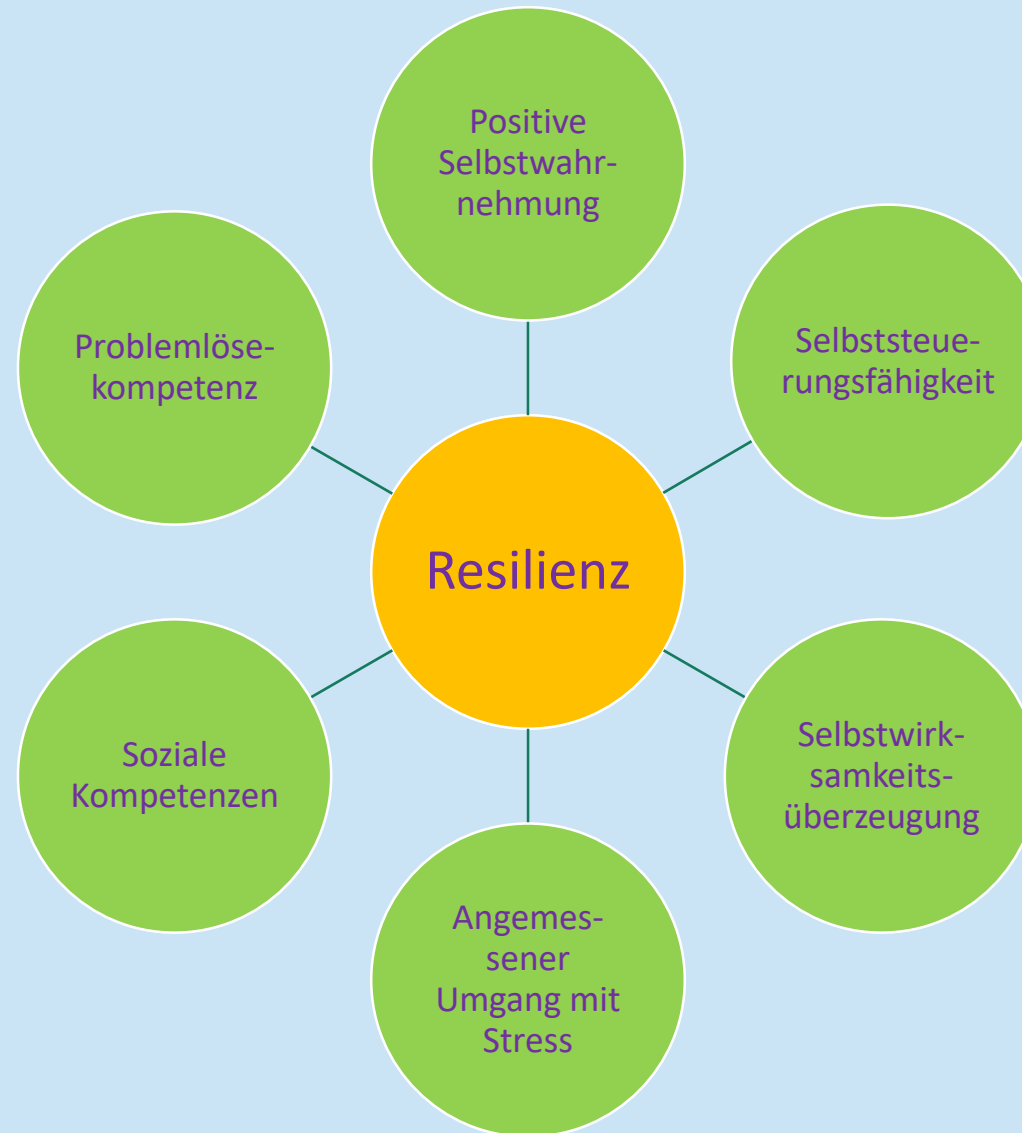 Positive
Selbstwahr-
nehmung
Selbststeue-
rungsfähigkeit
Selbstwirk-
samkeits-
überzeugung
Angemes-
sener
Umgang mit
Stress
Soziale
Kompetenzen
Problemlöse-
kompetenz
Resilienz